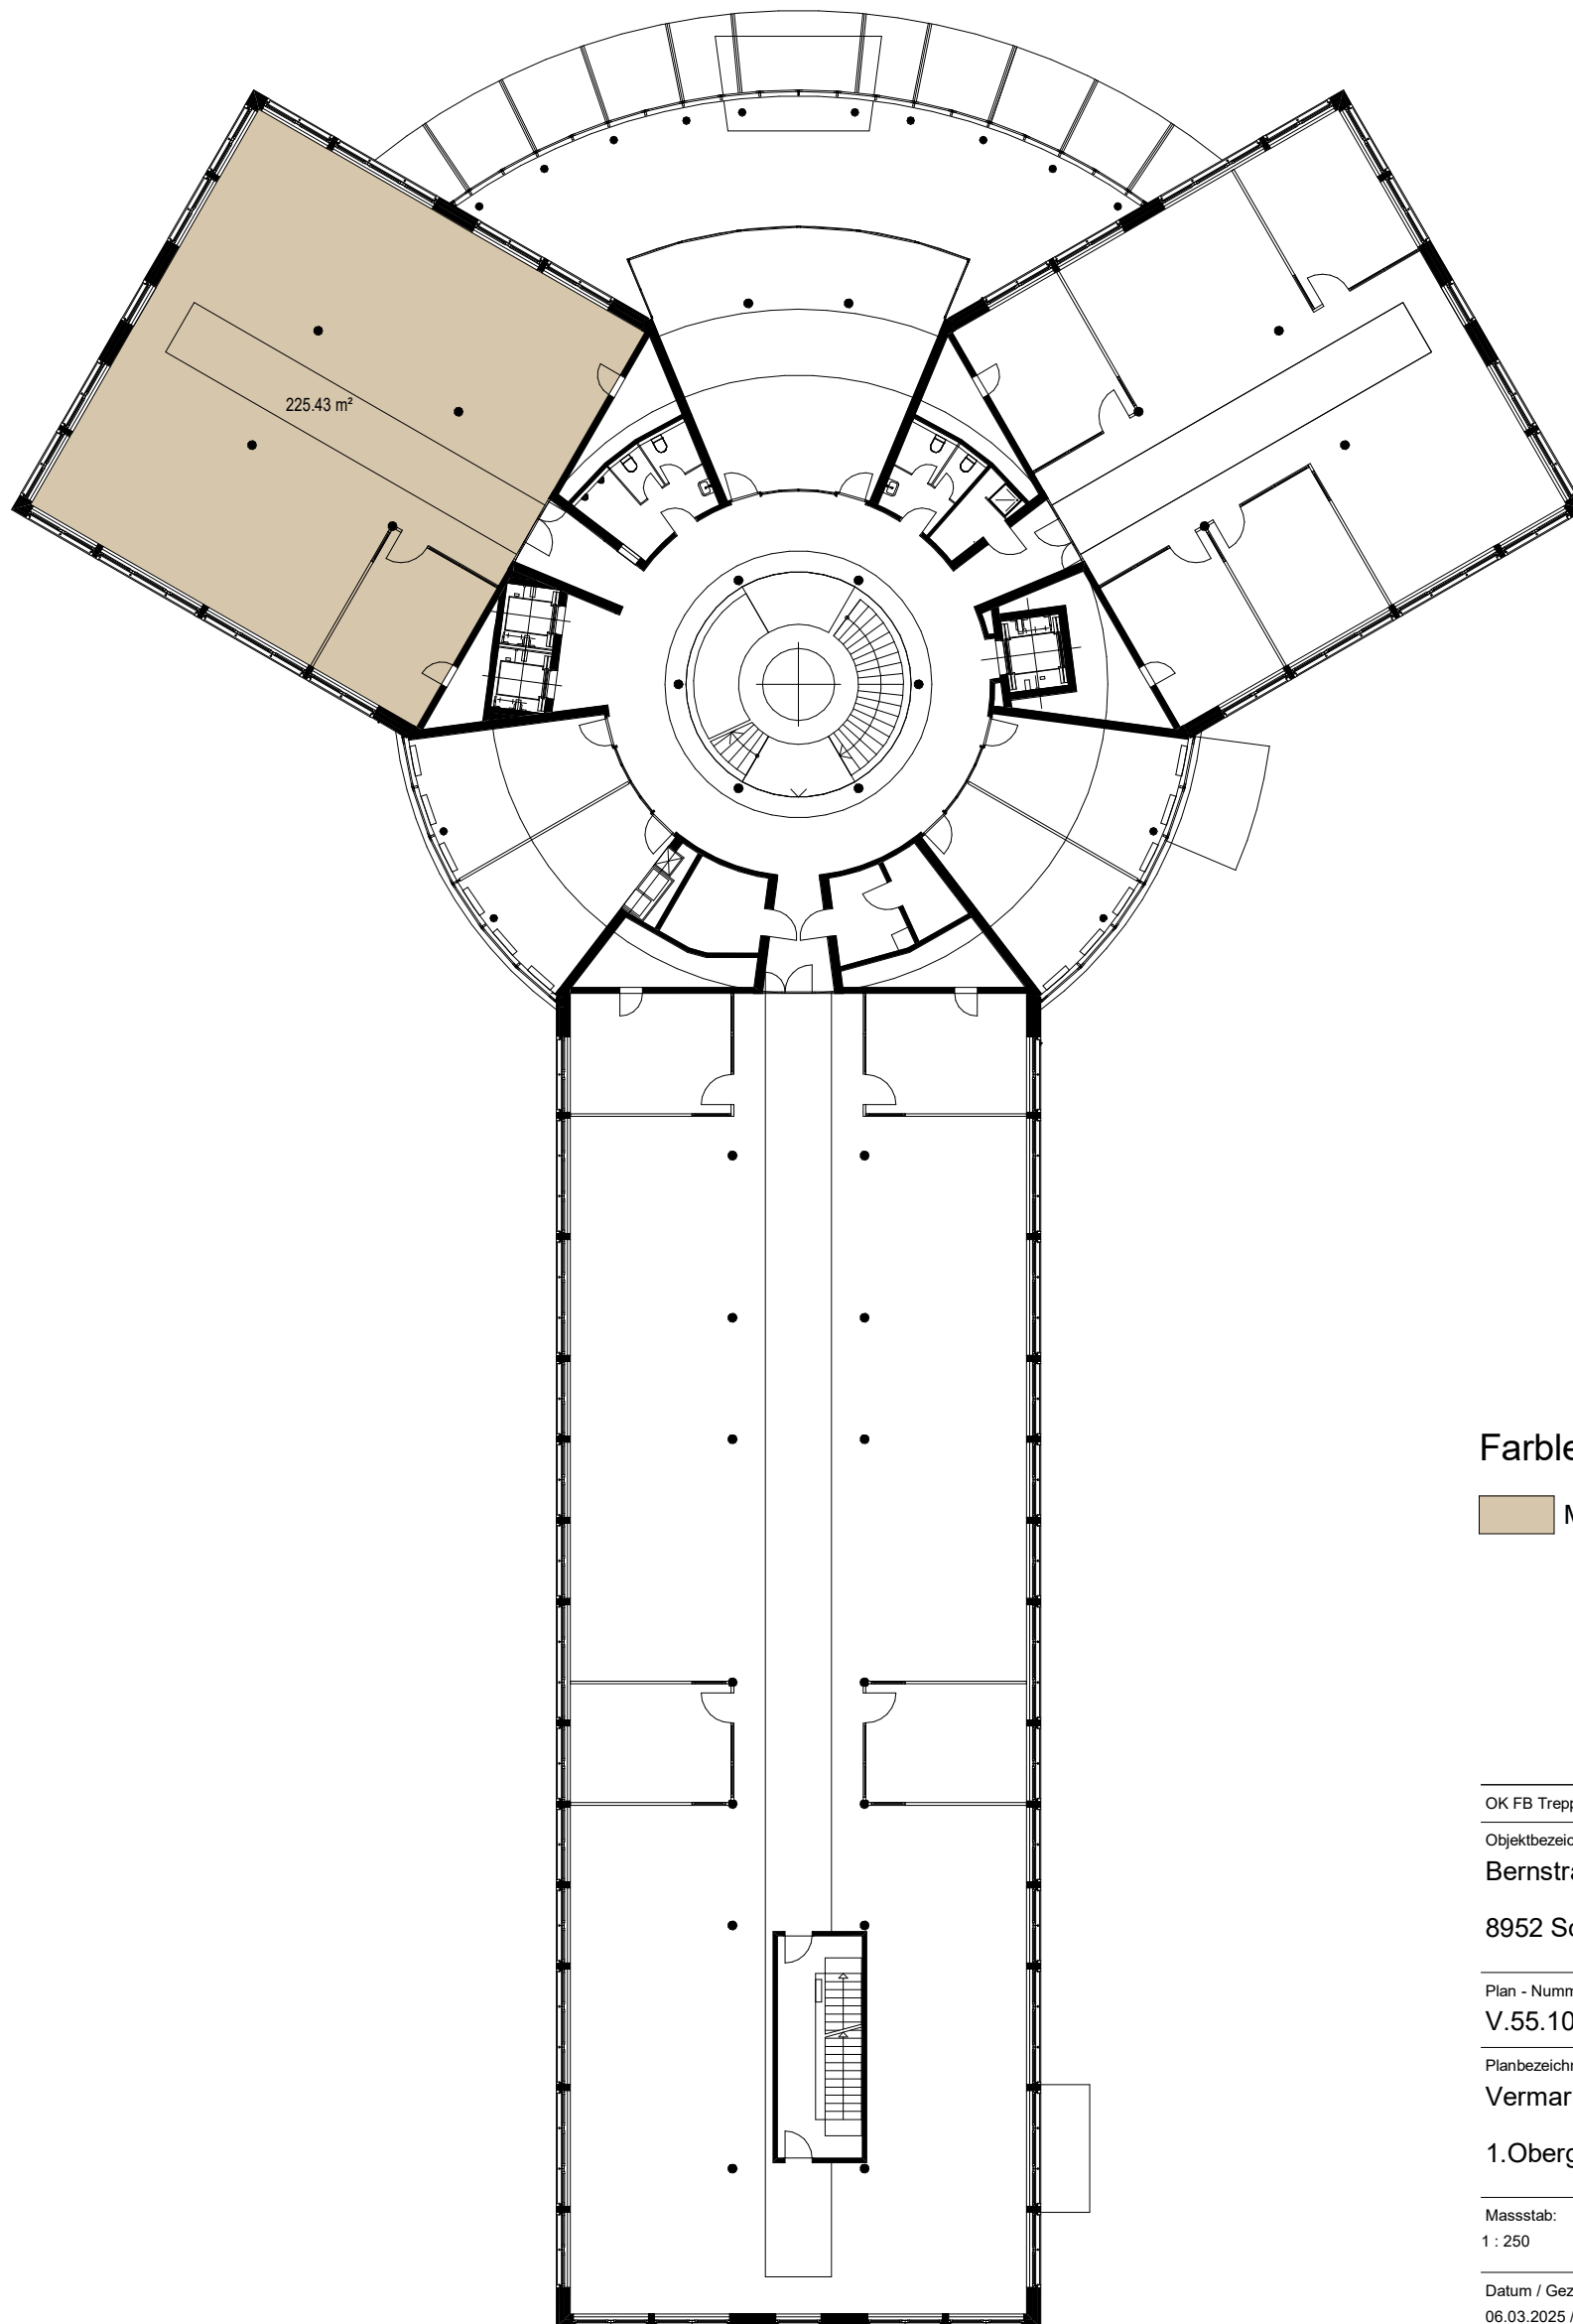 225.43 m²
Farble
M
OK FB Trepp
Objektbezeic
Bernstra
8952 Sc
Plan - Numm
V.55.10
Planbezeichn
Vermar
1.Oberg
Massstab:
1 : 250
Datum / Gez
06.03.2025 /